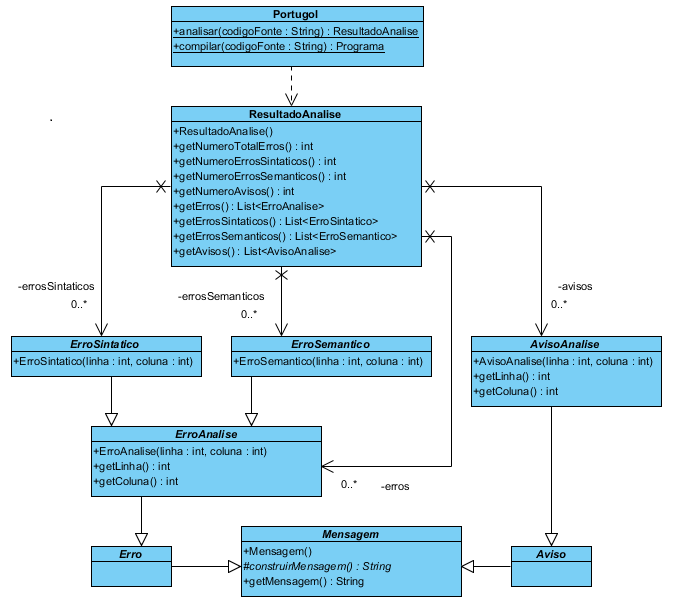 Portugol
+analisar(codigoFonte : String) : ResultadoAnalise
+compilar(codigoFonte : String) : Programa
ResultadoAnalise
+ResultadoAnalise()
+getNumeroTotalErros() : int
+getNumeroErrosSintaticos() : int
+getNumeroErrosSemanticos() : int
+getNumeroAvisos() : int
+getErros() : List<ErroAnalise>
+getErrosSintaticos() : List<ErroSintatico>
+getErrosSemanticos() : List<ErroSemantico>
+getAvisos() : List<AvisoAnalise>
-errosSintaticos
0..*
-errosSemanticos
0..*
-avisos
0..*
ErroSintatico
+ErroSintatico(linha : int, coluna : int)
ErroSemantico
+ErroSemantico(linha : int, coluna : int)
AvisoAnalise
+AvisoAnalise(linha : int, coluna : int)
+getLinha() : int
+getColuna() : int
ErroAnalise
+ErroAnalise(linha : int, coluna : int)
+getLinha() : int
+getColuna() : int
0..*
-erros
Erro
Mensagem
+Mensagem()
#construirMensagem() : String
+getMensagem() : String
Aviso